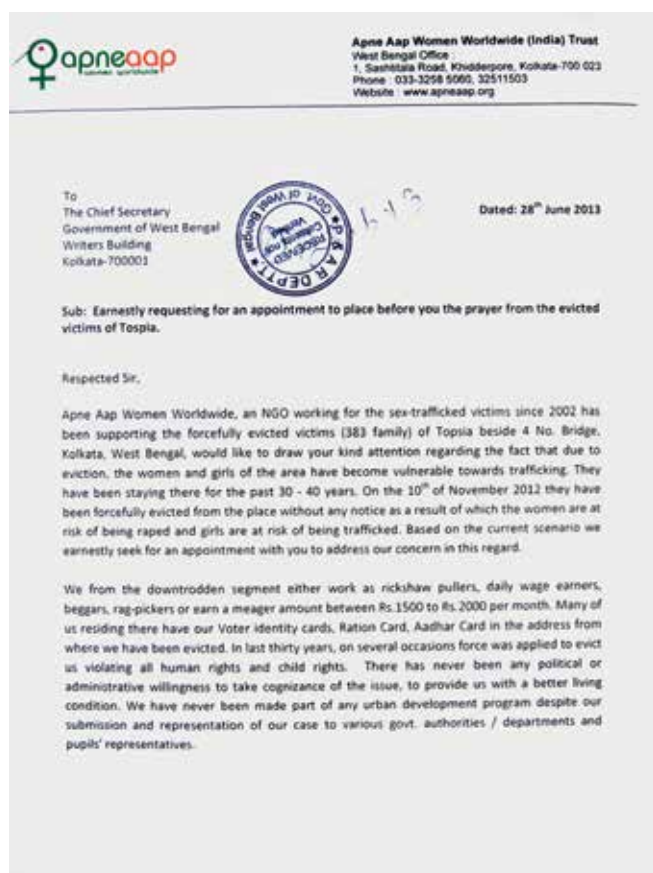 apneaap
women worldwide
Apne Aap Women Worldwide (India) Trust
West Bengal Office :
1, Sashtitala Road, Khidderpore, Kolkata-700 023
Phone : 033-3258 5060, 32511503
Website : www.apneaap.org
To
The Chief Secretary
Government of West Bengal
Writers Building
Kolkata-700001
P & AR DEPTT
Govt. of West Bengal
RECEIVED
Contents not
Verified
Dated: 28th June 2013
Sub: Earnestly requesting for an appointment to place before you the prayer from the evicted
victims of Tospia.
Respected Sir,
Apne Aap Women Worldwide, an NGO working for the sex-trafficked victims since 2002 has
been supporting the forcefully evicted victims (383 family) of Topsia beside 4 No. Bridge,
Kolkata, West Bengal, would like to draw your kind attention regarding the fact that due to
eviction, the women and girls of the area have become vulnerable towards trafficking. They
have been staying there for the past 30 - 40 years. On the 10th of November 2012 they have
been forcefully evicted from the place without any notice as a result of which the women are at
risk of being raped and girls are at risk of being trafficked. Based on the current scenario we
earnestly seek for an appointment with you to address our concern in this regard.
We from the downtrodden segment either work as rickshaw pullers, daily wage earners,
beggars, rag-pickers or earn a meager amount between Rs.1500 to Rs.2000 per month. Many of
us residing there have our Voter identity cards, Ration Card, Aadhar Card in the address from
where we have been evicted. In last thirty years, on several occasions force was applied to evict
us violating all human rights and child rights. There has never been any political or
administrative willingness to take cognizance of the issue, to provide us with a better living
condition. We have never been made part of any urban development program despite our
submission and representation of our case to various govt. authorities / departments and
pupils' representatives.